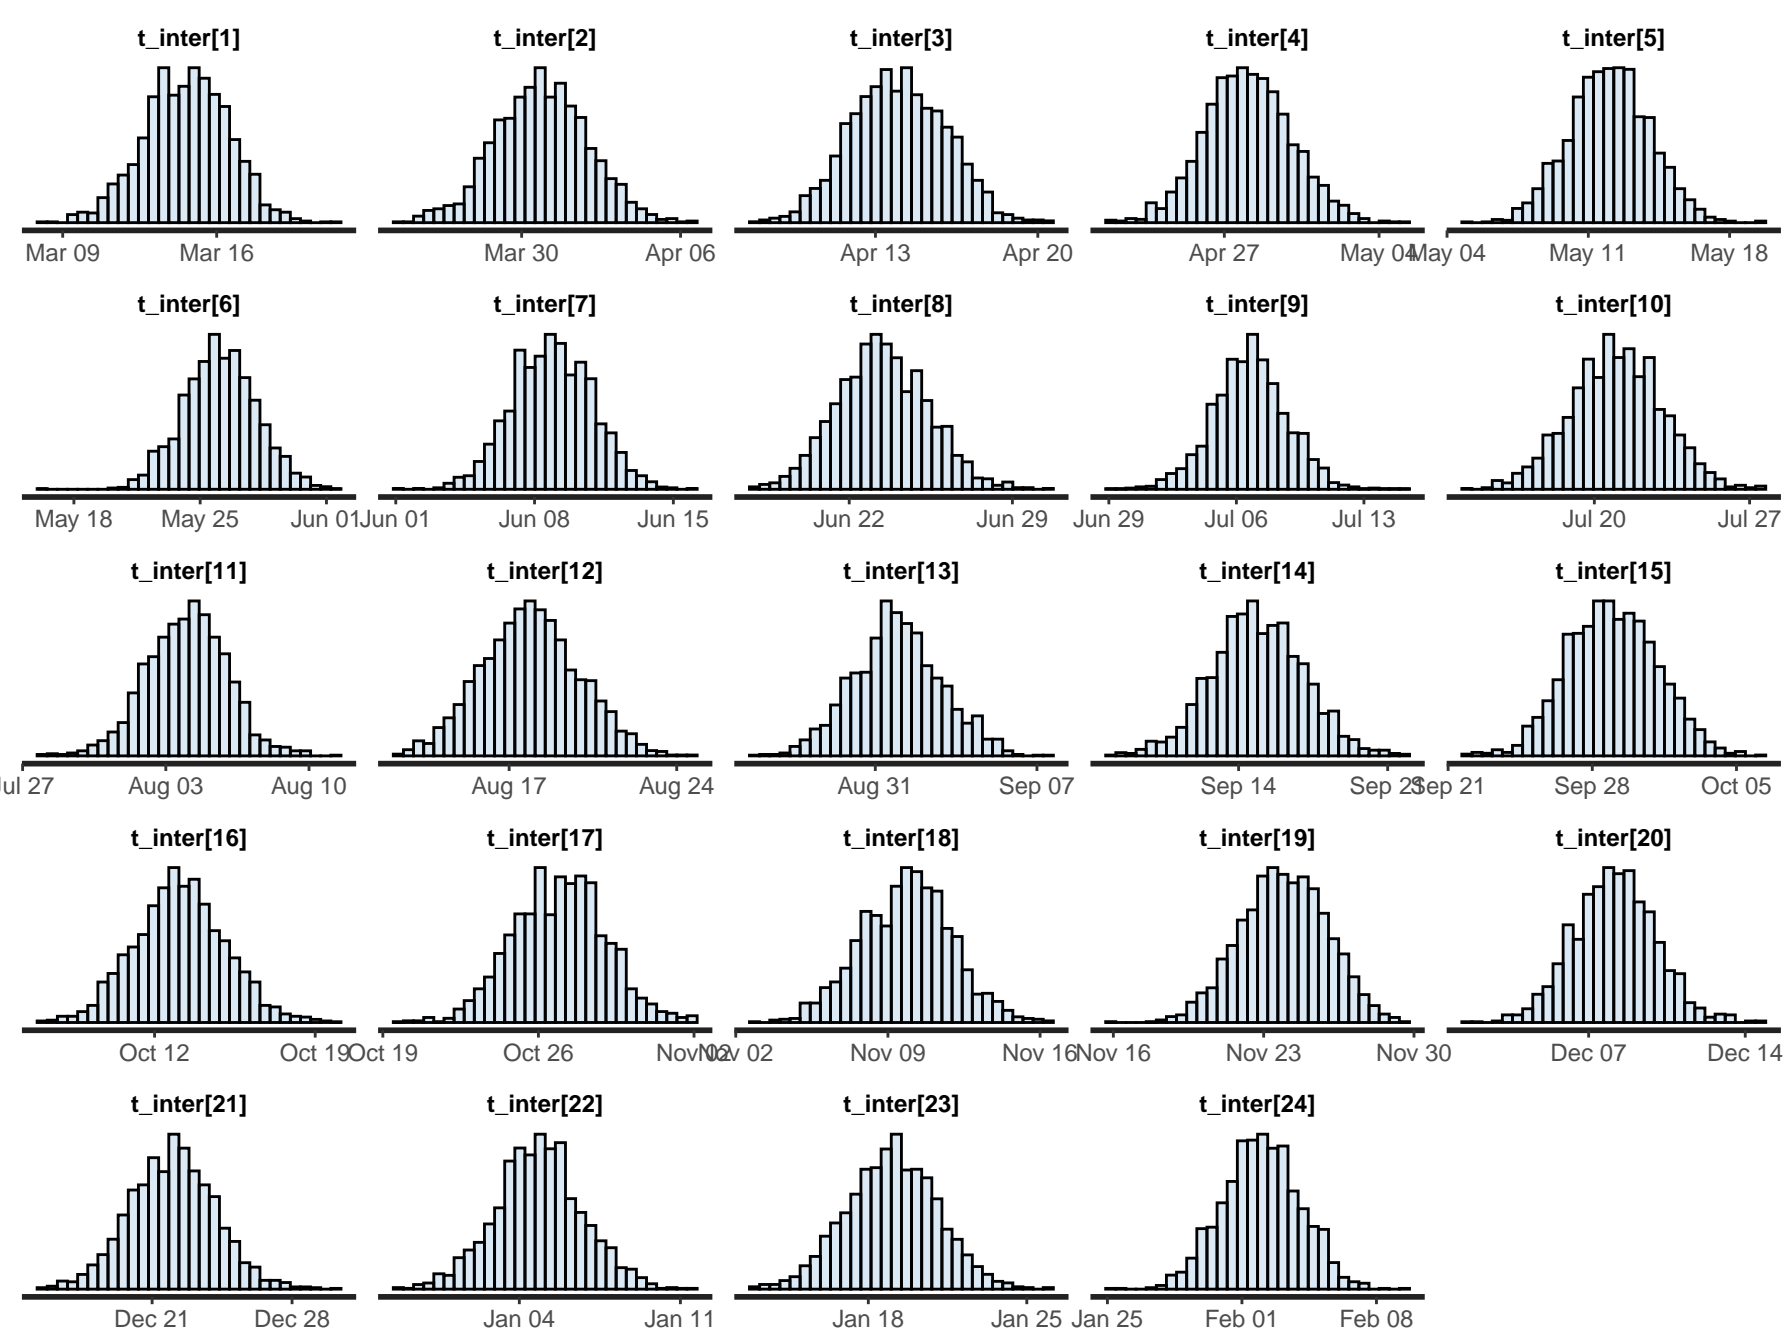 t_inter[1] t_inter[2] t_inter[3] t_inter[4] t_inter[5]
Mar 09 Mar 16 Mar 30 Apr 06 Apr 13 Apr 20 Apr 27 May 04 May 04 May 11 May 18
t_inter[6] t_inter[7] t_inter[8] t_inter[9] t_inter[10]
May 18 May 25 Jun 01 Jun 01 Jun 08 Jun 15 Jun 22 Jun 29 Jun 29 Jul 06 Jul 13 Jul 20 Jul 27
t_inter[11] t_inter[12] t_inter[13] t_inter[14] t_inter[15]
Jul 27 Aug 03 Aug 10 Aug 17 Aug 24 Aug 31 Sep 07 Sep 14 Sep 21 Sep 21 Sep 28 Oct 05
t_inter[16] t_inter[17] t_inter[18] t_inter[19] t_inter[20]
Oct 12 Oct 19 Oct 19 Oct 26 Nov 02 Nov 02 Nov 09 Nov 16 Nov 16 Nov 23 Nov 30 Dec 07 Dec 14
t_inter[21] t_inter[22] t_inter[23] t_inter[24]
Dec 21 Dec 28 Jan 04 Jan 11 Jan 18 Jan 25 Jan 25 Feb 01 Feb 08